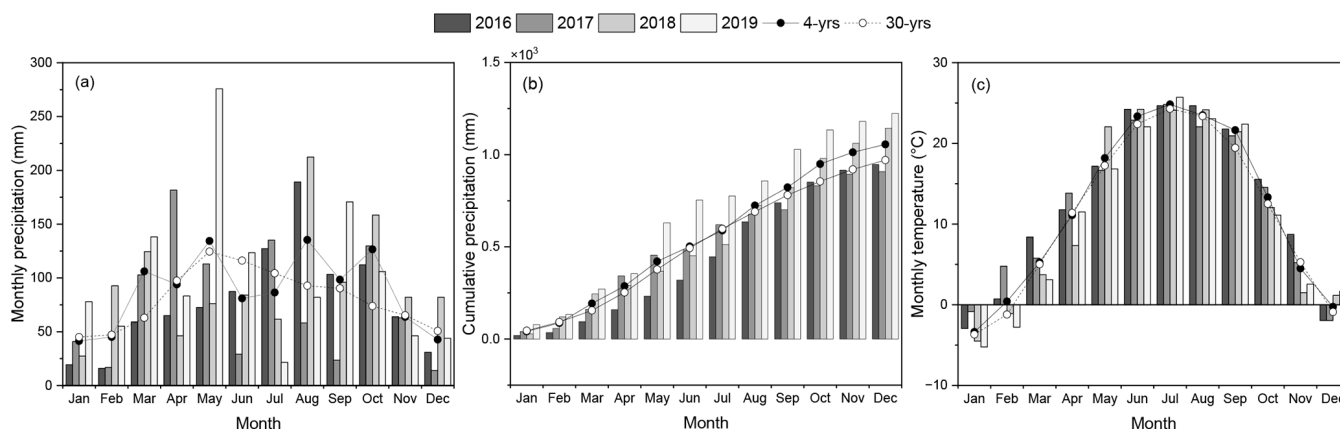 2016 2017 2018 2019 4-yrs 30-yrs
(a)
Monthly precipitation (mm)
300
250
200
150
100
50
0
Jan Feb Mar Apr May Jun Jul Aug Sep Oct Nov Dec
Month
(b)
×10³
Cumulative precipitation (mm)
1.5
1.0
0.5
0.0
Jan Feb Mar Apr May Jun Jul Aug Sep Oct Nov Dec
Month
(c)
Monthly temperature (°C)
30
20
10
0
−10
Jan Feb Mar Apr May Jun Jul Aug Sep Oct Nov Dec
Month